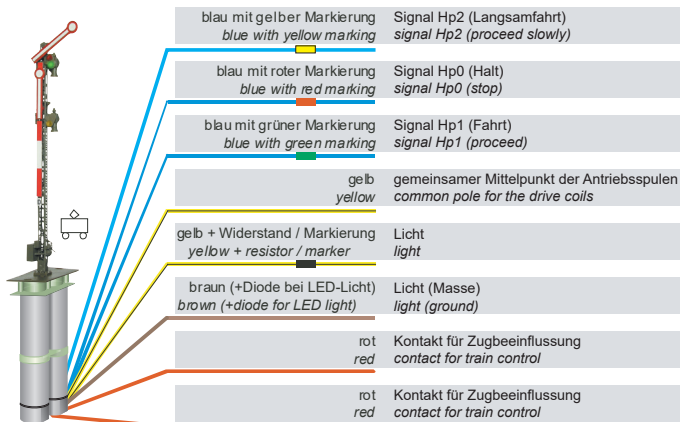 blau mit gelber Markierung Signal Hp2 (Langsamfahrt)
blue with yellow marking signal Hp2 (proceed slowly)
blau mit roter Markierung Signal Hp0 (Halt)
blue with red marking signal Hp0 (stop)
blau mit grüner Markierung Signal Hp1 (Fahrt)
blue with green marking signal Hp1 (proceed)
gelb gemeinsamer Mittelpunkt der Antriebsspulen
yellow common pole for the drive coils
gelb + Widerstand / Markierung Licht
yellow + resistor / marker light
braun (+Diode bei LED-Licht) Licht (Masse)
brown (+diode for LED light) light (ground)
rot Kontakt für Zugbeeinflussung
red contact for train control
rot Kontakt für Zugbeeinflussung
red contact for train control